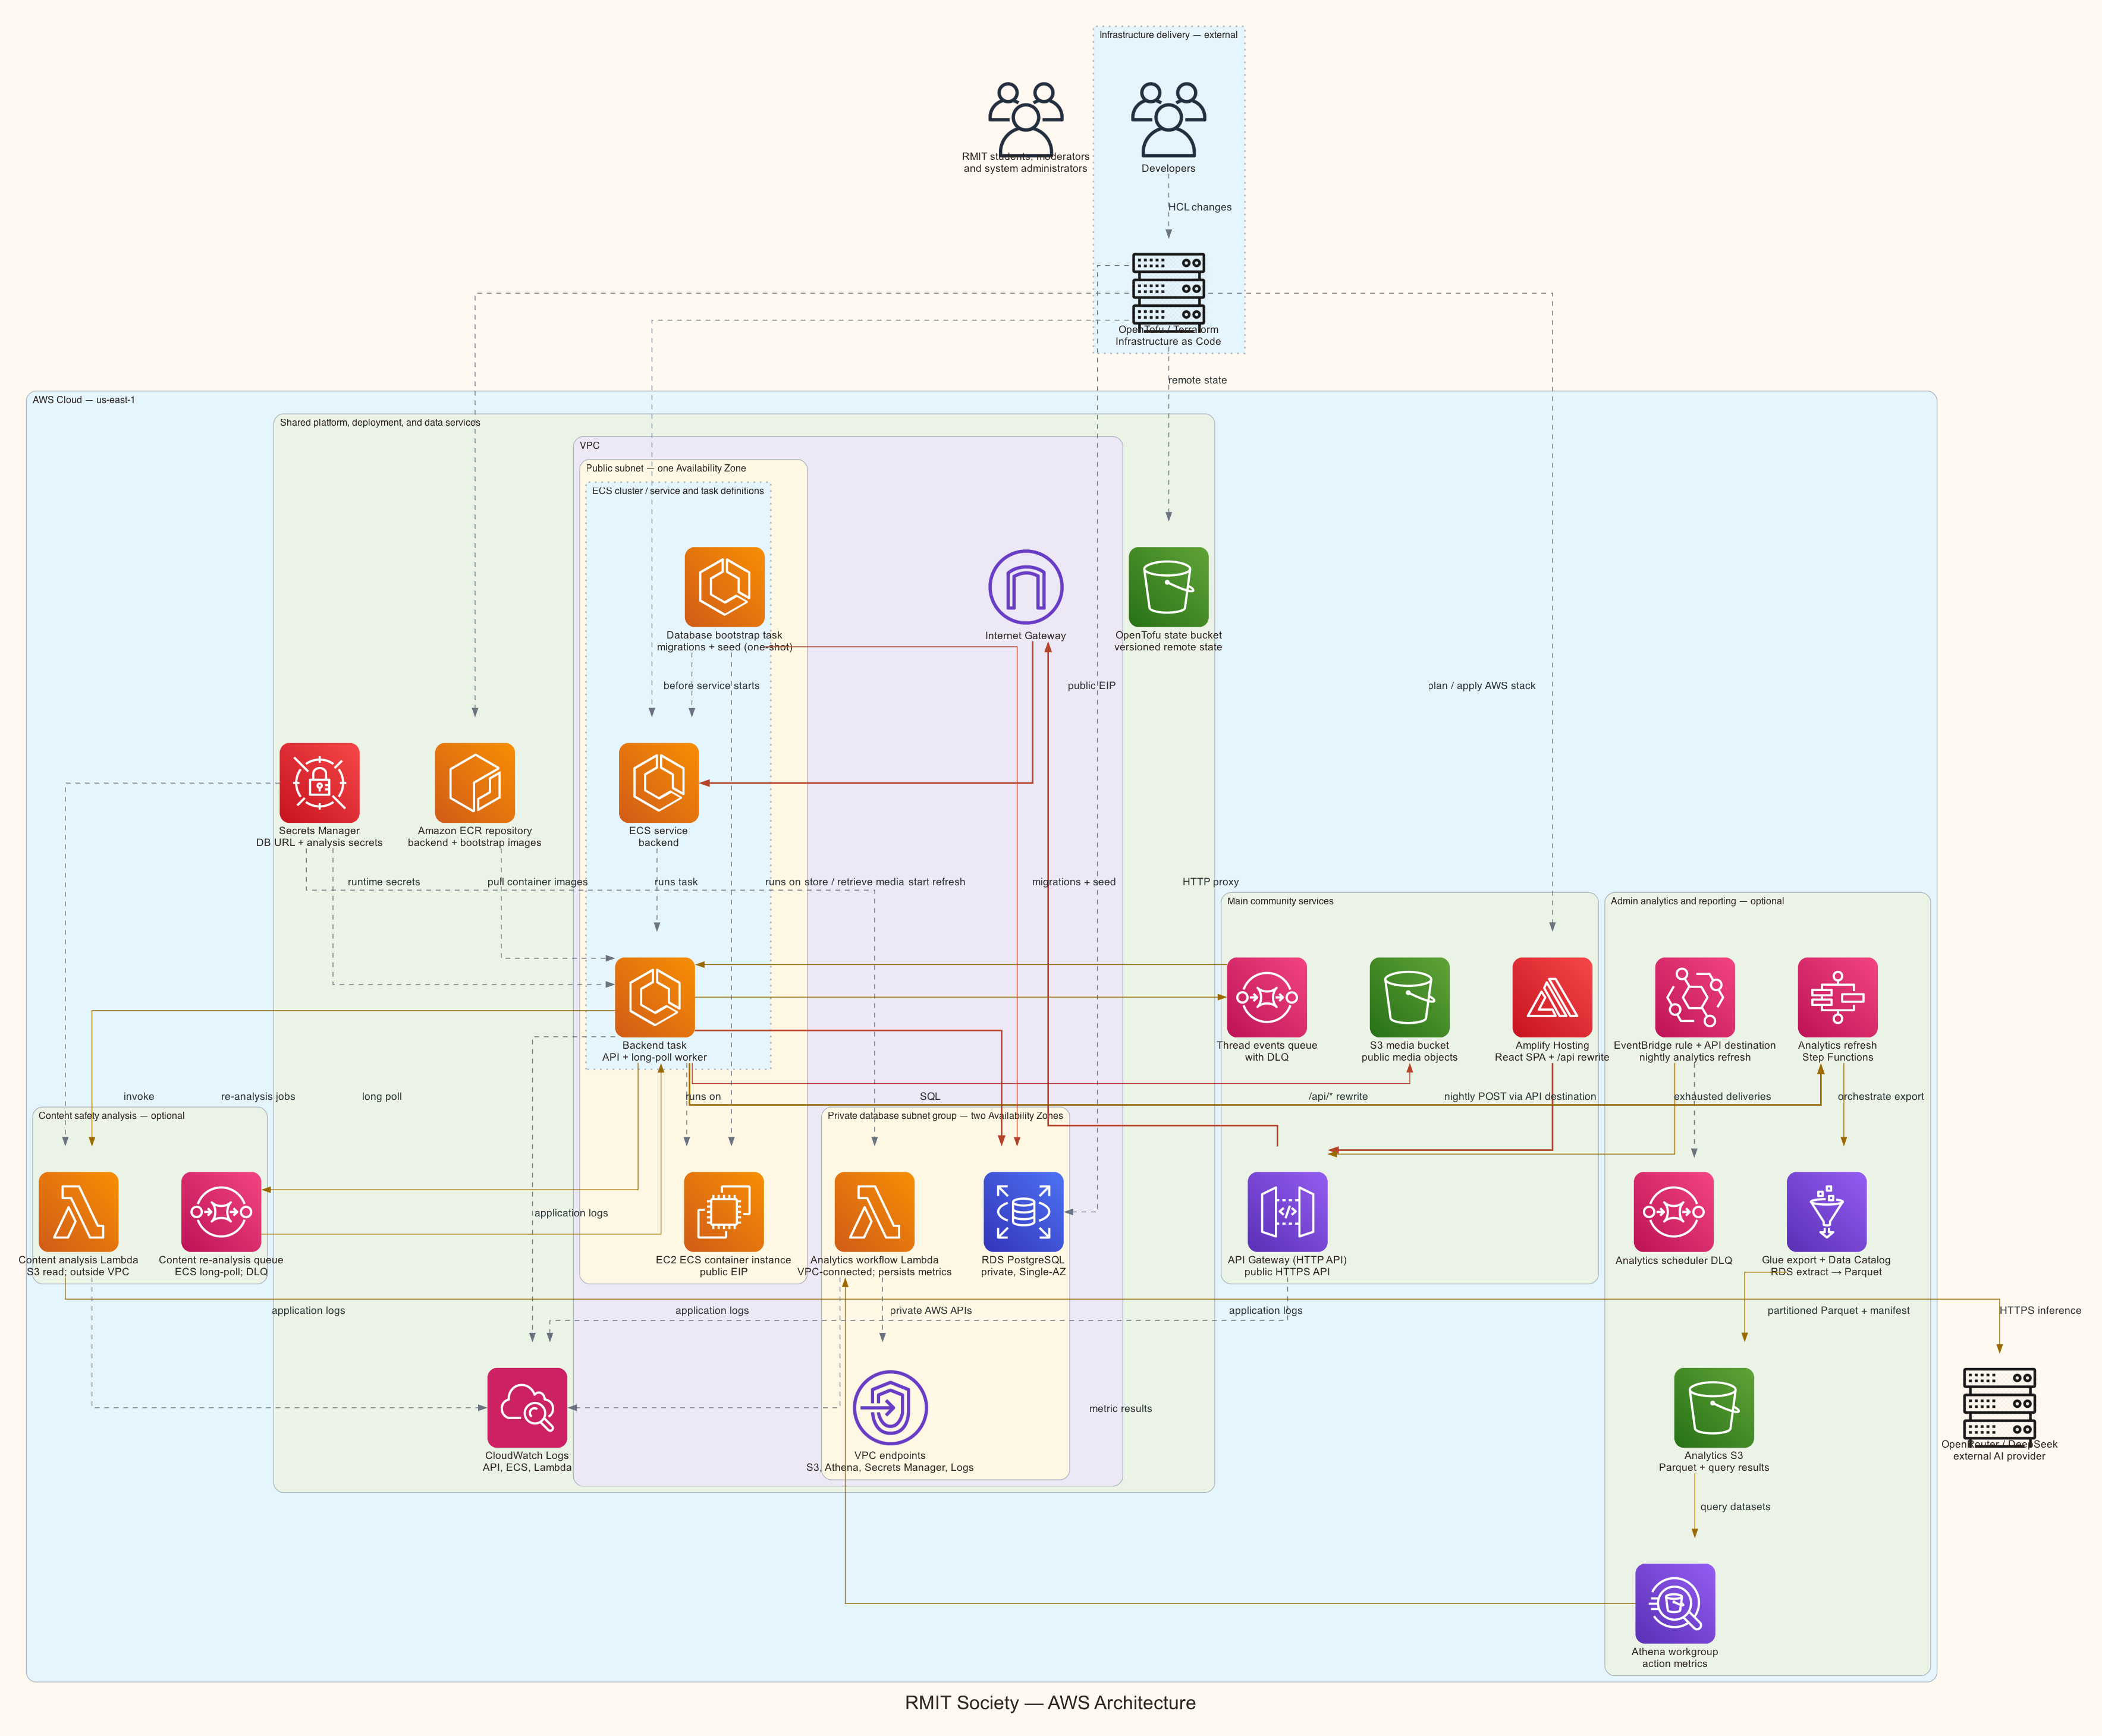 Infrastructure delivery — external
RMIT students, moderators
and system administrators
Developers
HCL changes
OpenTofu / Terraform
Infrastructure as Code
remote state
AWS Cloud — us-east-1
Shared platform, deployment, and data services
VPC
Public subnet — one Availability Zone
ECS cluster / service and task definitions
Database bootstrap task
migrations + seed (one-shot)
Internet Gateway
OpenTofu state bucket
versioned remote state
before service starts
public EIP
plan / apply AWS stack
Secrets Manager
DB URL + analysis secrets
Amazon ECR repository
backend + bootstrap images
ECS service
backend
runtime secrets
pull container images
runs task
runs on
store / retrieve media
start refresh
migrations + seed
HTTP proxy
Main community services
Admin analytics and reporting — optional
Backend task
API + long-poll worker
Thread events queue
with DLQ
S3 media bucket
public media objects
Amplify Hosting
React SPA + /api rewrite
EventBridge rule + API destination
nightly analytics refresh
Analytics refresh
Step Functions
invoke
re-analysis jobs
long poll
runs on
SQL
/api/* rewrite
nightly POST via API destination
exhausted deliveries
orchestrate export
Content safety analysis — optional
Private database subnet group — two Availability Zones
application logs
Content analysis Lambda
S3 read; outside VPC
Content re-analysis queue
ECS long-poll; DLQ
EC2 ECS container instance
public EIP
Analytics workflow Lambda
VPC-connected; persists metrics
RDS PostgreSQL
private, Single-AZ
API Gateway (HTTP API)
public HTTPS API
Analytics scheduler DLQ
Glue export + Data Catalog
RDS extract → Parquet
application logs
application logs
private AWS APIs
application logs
partitioned Parquet + manifest
HTTPS inference
metric results
CloudWatch Logs
API, ECS, Lambda
VPC endpoints
S3, Athena, Secrets Manager, Logs
Analytics S3
Parquet + query results
OpenRouter / DeepSeek
external AI provider
query datasets
Athena workgroup
action metrics
RMIT Society — AWS Architecture